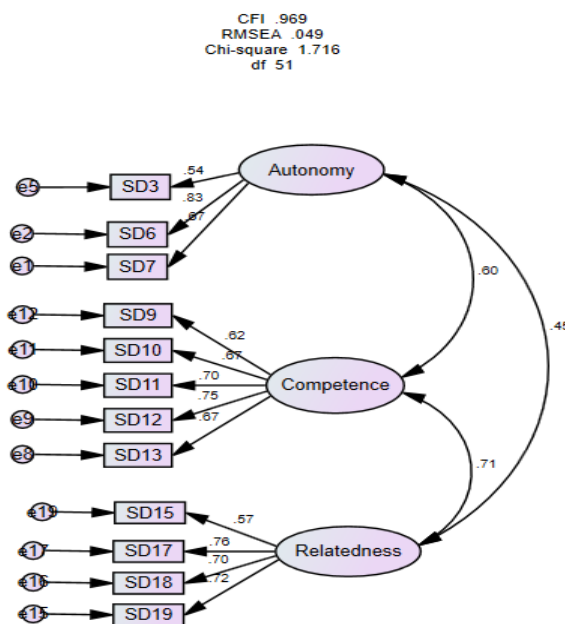 CFI .969
RMSEA .049
Chi-square 1.716
df 51
Autonomy
.54
e5
SD3
.83
.67
e2
SD6
e1
SD7
.60
e12
SD9
.62
e11
SD10
.67
.48
e10
SD11
.70
Competence
.75
e9
SD12
.67
e8
SD13
.71
e19
SD15
.57
e17
SD17
.76
Relatedness
.70
e16
SD18
.72
e15
SD19